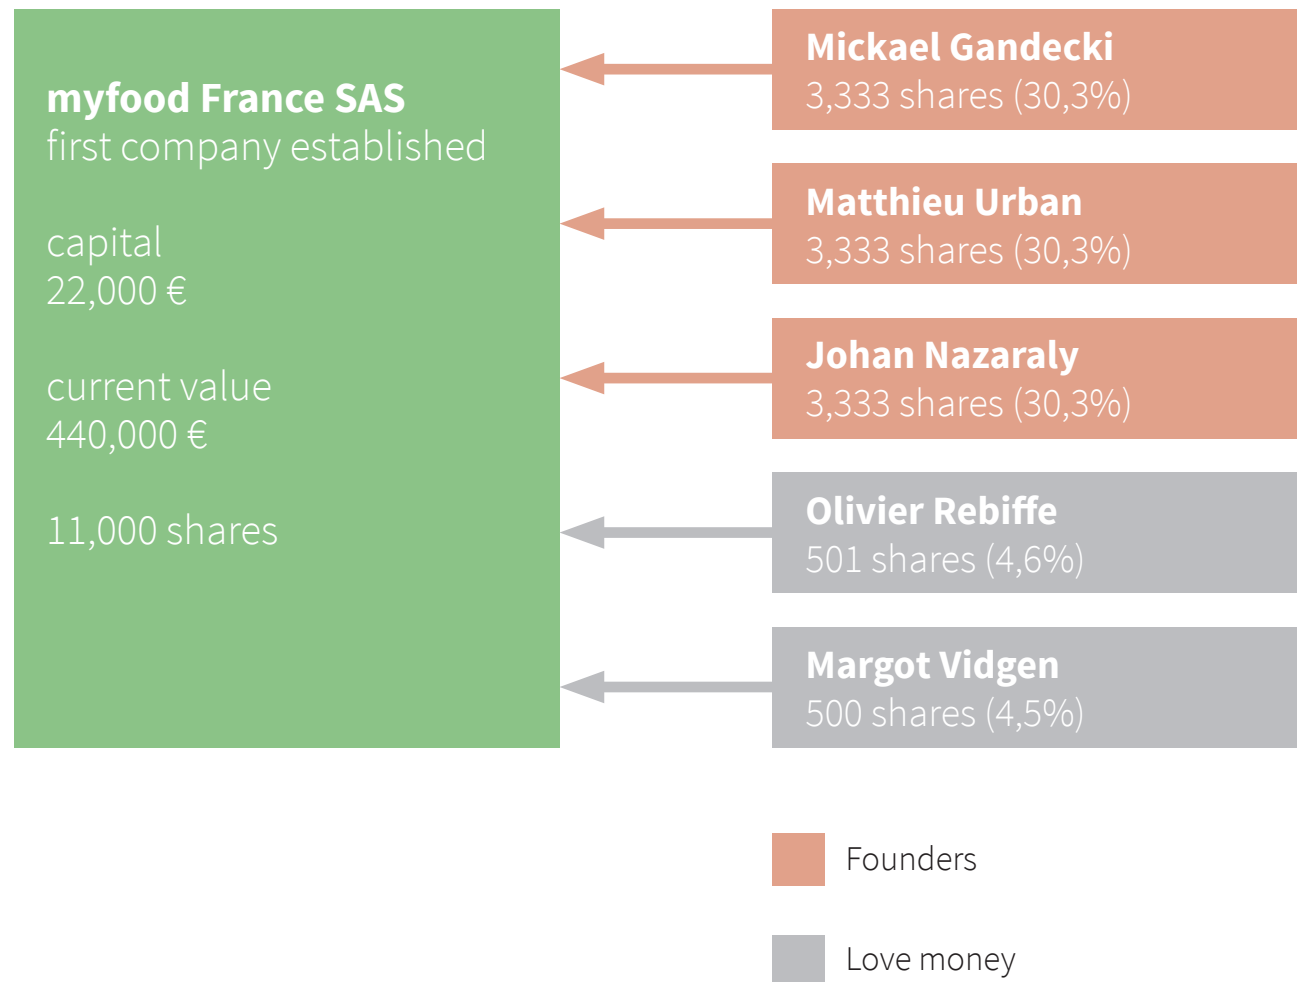 myfood France SAS
first company established
capital
22,000 €
current value
440,000 €
11,000 shares
Mickael Gandecki
3,333 shares (30,3%)
Matthieu Urban
3,333 shares (30,3%)
Johan Nazaraly
3,333 shares (30,3%)
Olivier Rebiffe
501 shares (4,6%)
Margot Vidgen
500 shares (4,5%)
Founders
Love money